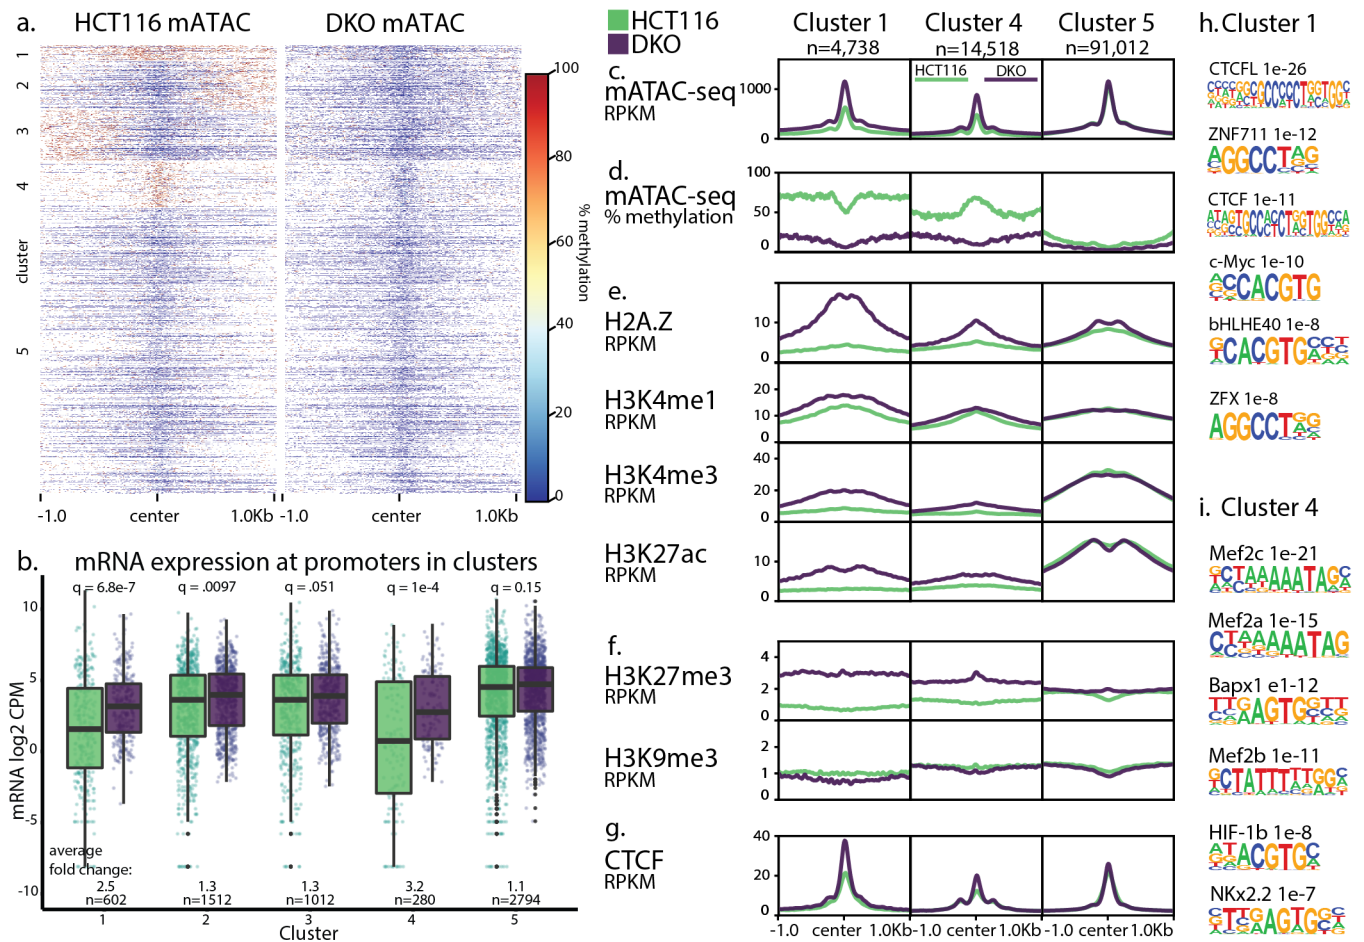 a.
HCT116 mATAC
DKO mATAC
1
2
3
4
cluster
5
100
80
60
40
20
0
% methylation
-1.0
center
1.0Kb
-1.0
center
1.0Kb
b.
mRNA expression at promoters in clusters
q = 6.8e-7
q = .0097
q = .051
q = 1e-4
q = 0.15
mRNA log2 CPM
10
5
0
-5
-10
average
fold change:
2.5
1.3
1.3
3.2
1.1
n=602
n=1512
n=1012
n=280
n=2794
1
2
3
4
5
Cluster
HCT116
DKO
Cluster 1
n=4,738
Cluster 4
n=14,518
Cluster 5
n=91,012
c.
mATAC-seq
RPKM
1000
0
HCT116
DKO
d.
mATAC-seq
% methylation
100
50
0
e.
H2A.Z
RPKM
10
0
H3K4me1
RPKM
20
10
0
H3K4me3
RPKM
40
20
0
H3K27ac
RPKM
10
0
f.
H3K27me3
RPKM
4
2
0
H3K9me3
RPKM
2
1
0
g.
CTCF
RPKM
40
20
0
-1.0
center
1.0Kb
-1.0
center
1.0Kb
-1.0
center
1.0Kb
h. Cluster 1
CTCFL 1e-26
ZNF711 1e-12
AGGCCTAG
CTCF 1e-11
c-Myc 1e-10
CACGTG
bHLHE40 1e-8
CACGTG
ZFX 1e-8
AGGCCT
i. Cluster 4
Mef2c 1e-21
Mef2a 1e-15
Bapx1 e1-12
Mef2b 1e-11
HIF-1b 1e-8
NKx2.2 1e-7